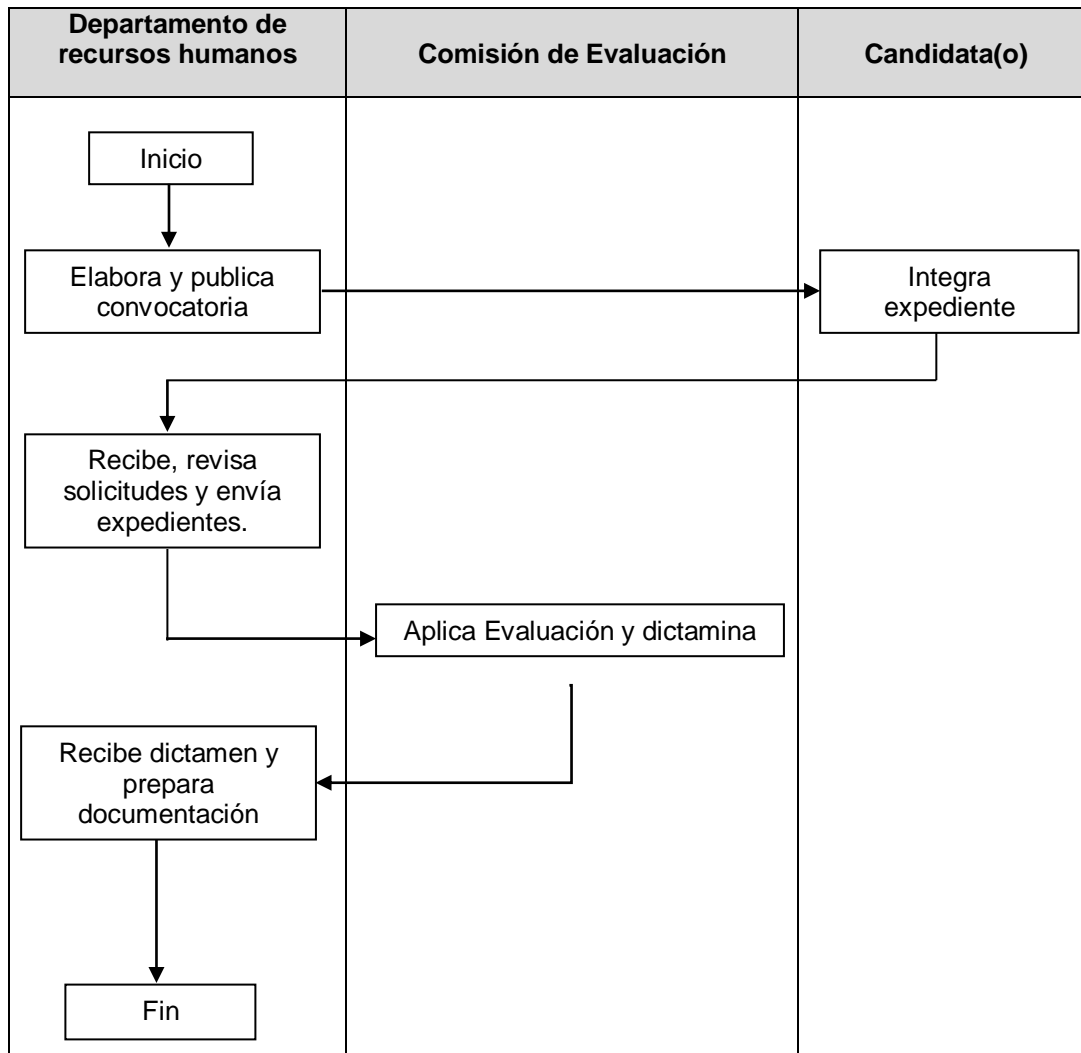 Departamento de
recursos humanos
Comisión de Evaluación
Candidata(o)
Inicio
Elabora y publica
convocatoria
Integra
expediente
Recibe, revisa
solicitudes y envía
expedientes.
Aplica Evaluación y dictamina
Recibe dictamen y
prepara
documentación
Fin